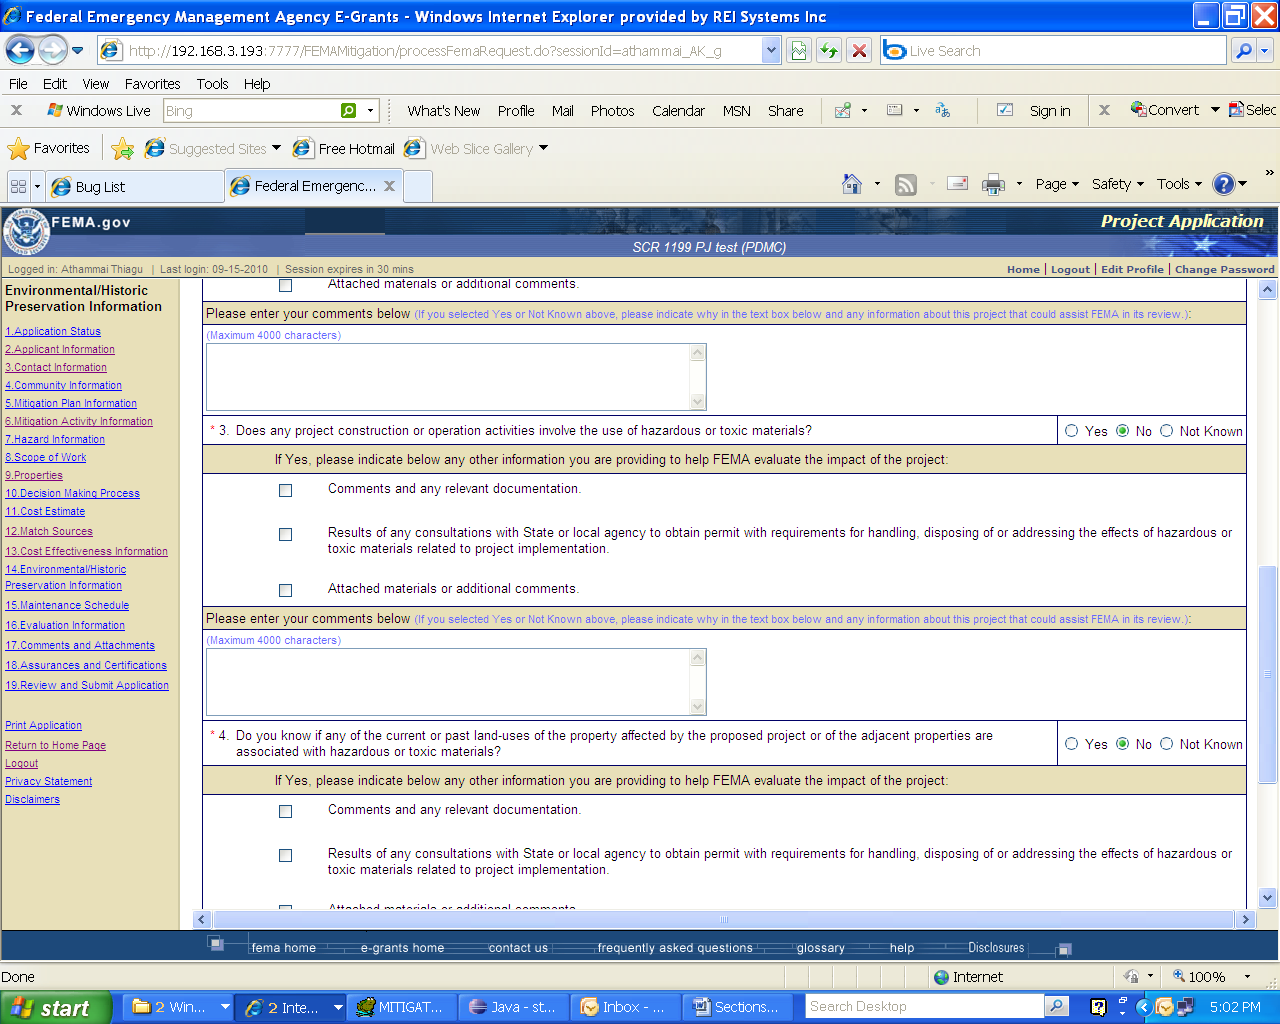 Federal Emergency Management Agency E-Grants - Windows Internet Explorer provided by REI Systems Inc
http://192.168.3.193:7777/FEMAMitigation/processFemaRequest.do?sessionId=athammai_AK_g
Live Search
File Edit View Favorites Tools Help
Windows Live Bing What's New Profile Mail Photos Calendar MSN Share Sign in Convert Selec
Favorites Suggested Sites Free Hotmail Web Slice Gallery
Bug List Federal Emergenc... Page Safety Tools »
FEMA.gov Project Application
SCR 1199 PJ test (PDMC)
Logged in: Athammai Thiagu | Last login: 09-15-2010 | Session expires in 30 mins Home | Logout | Edit Profile | Change Password
Environmental/Historic
Preservation Information
1.Application Status
2.Applicant Information
3.Contact Information
4.Community Information
5.Mitigation Plan Information
6.Mitigation Activity Information
7.Hazard Information
8.Scope of Work
9.Properties
10.Decision Making Process
11.Cost Estimate
12.Match Sources
13.Cost Effectiveness Information
14.Environmental/Historic
Preservation Information
15.Maintenance Schedule
16.Evaluation Information
17.Comments and Attachments
18.Assurances and Certifications
19.Review and Submit Application
Print Application
Return to Home Page
Logout
Privacy Statement
Disclaimers
Attached materials or additional comments.
Please enter your comments below (If you selected Yes or Not Known above, please indicate why in the text box below and any information about this project that could assist FEMA in its review.):
(Maximum 4000 characters)
* 3. Does any project construction or operation activities involve the use of hazardous or toxic materials? Yes No Not Known
If Yes, please indicate below any other information you are providing to help FEMA evaluate the impact of the project:
Comments and any relevant documentation.
Results of any consultations with State or local agency to obtain permit with requirements for handling, disposing of or addressing the effects of hazardous or
toxic materials related to project implementation.
Attached materials or additional comments.
Please enter your comments below (If you selected Yes or Not Known above, please indicate why in the text box below and any information about this project that could assist FEMA in its review.):
(Maximum 4000 characters)
* 4. Do you know if any of the current or past land-uses of the property affected by the proposed project or of the adjacent properties are
associated with hazardous or toxic materials? Yes No Not Known
If Yes, please indicate below any other information you are providing to help FEMA evaluate the impact of the project:
Comments and any relevant documentation.
Results of any consultations with State or local agency to obtain permit with requirements for handling, disposing of or addressing the effects of hazardous or
toxic materials related to project implementation.
Attached materials or additional comments.
fema home e-grants home contact us frequently asked questions glossary help Disclosures
Done Internet 100%
start 2 Win... 2 Inte... MITIGAT... Java - st... Inbox - ... Sections... Search Desktop 5:02 PM